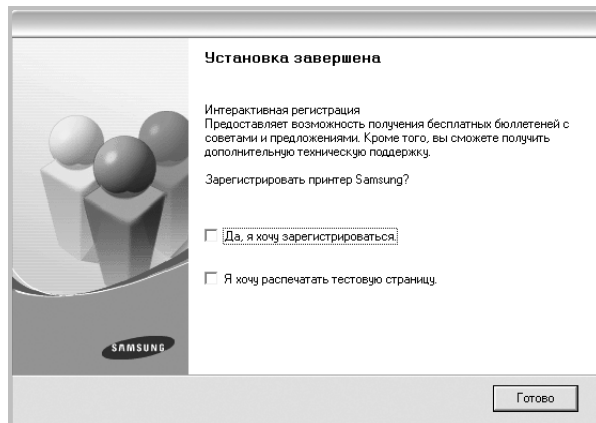 Установка завершена
Интерактивная регистрация
Предоставляет возможность получения бесплатных бюллетеней с
советами и предложениями. Кроме того, вы сможете получить
дополнительную техническую поддержку.
Зарегистрировать принтер Samsung?
Да, я хочу зарегистрироваться.
Я хочу распечатать тестовую страницу.
SAMSUNG
Готово